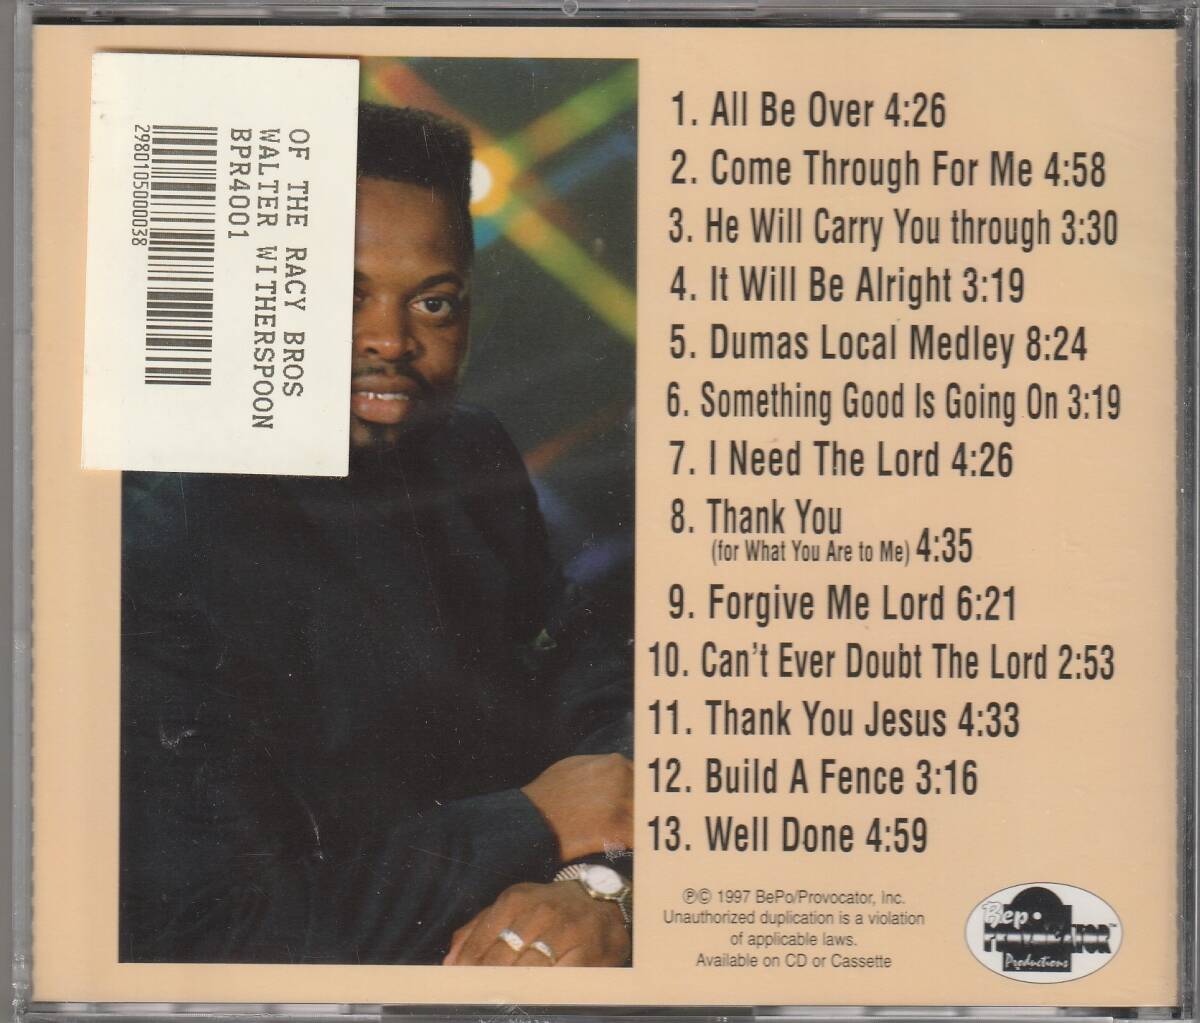 OF THE RACY BROS
WALTER WITHERSPOON
BPR4001
2980105000038
1. All Be Over 4:26
2. Come Through For Me 4:58
3. He Will Carry You through 3:30
4. It Will Be Alright 3:19
5. Dumas Local Medley 8:24
6. Something Good Is Going On 3:19
7. I Need The Lord 4:26
8. Thank You
(for What You Are to Me) 4:35
9. Forgive Me Lord 6:21
10. Can't Ever Doubt The Lord 2:53
11. Thank You Jesus 4:33
12. Build A Fence 3:16
13. Well Done 4:59
℗© 1997 BePo/Provocator, Inc.
Unauthorized duplication is a violation
of applicable laws.
Available on CD or Cassette
Bep•
PROVOCATOR™
Productions